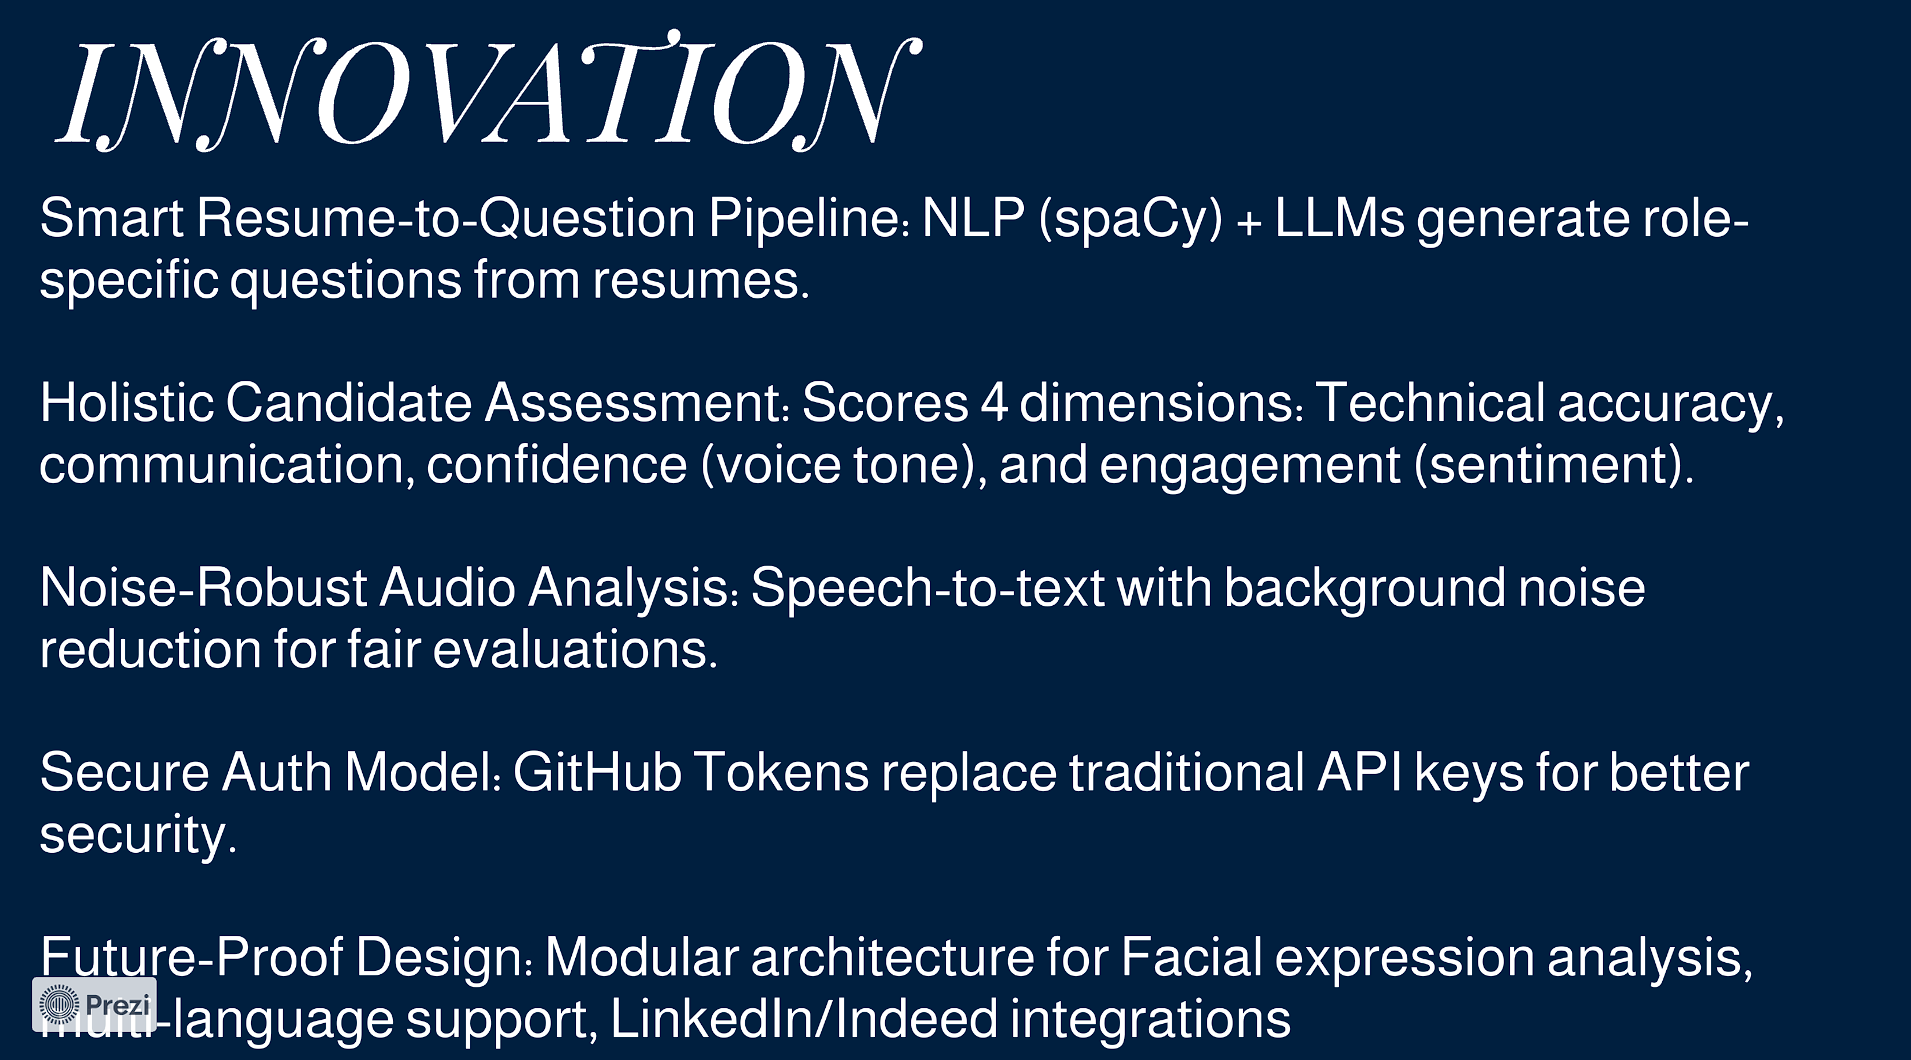 INNOVATION
Smart Resume-to-Question Pipeline: NLP (spaCy) + LLMs generate role-
specific questions from resumes.
Holistic Candidate Assessment: Scores 4 dimensions: Technical accuracy,
communication, confidence (voice tone), and engagement (sentiment).
Noise-Robust Audio Analysis: Speech-to-text with background noise
reduction for fair evaluations.
Secure Auth Model: GitHub Tokens replace traditional API keys for better
security.
Future-Proof Design: Modular architecture for Facial expression analysis,
Prezi
multi-language support, LinkedIn/Indeed integrations